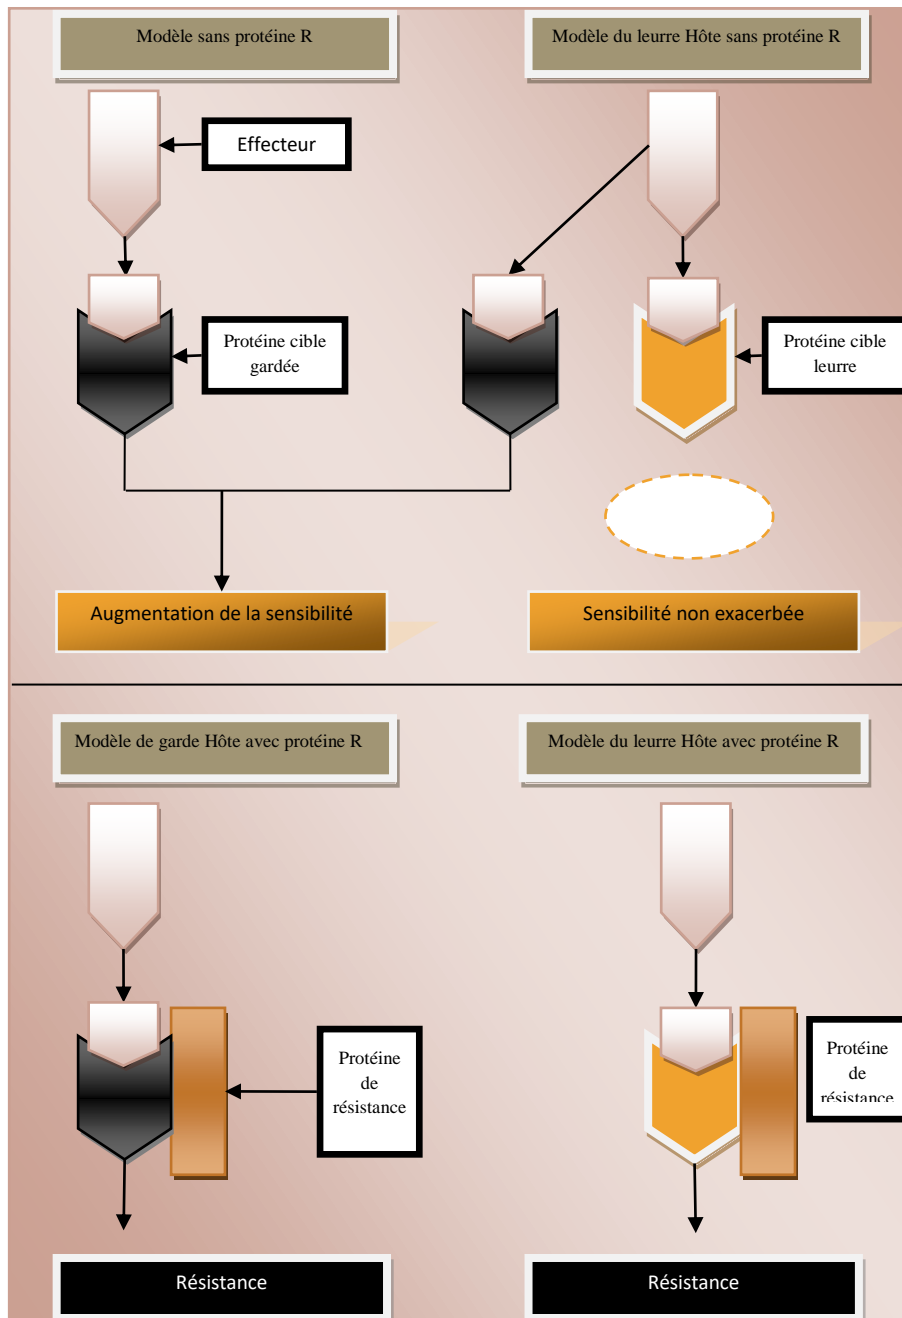 Modèle sans protéine R
Modèle du leurre Hôte sans protéine R
Effecteur
Protéine cible
gardée
Protéine cible
leurre
Augmentation de la sensibilité
Sensibilité non exacerbée
Modèle de garde Hôte avec protéine R
Modèle du leurre Hôte avec protéine R
Protéine
de
résistance
Protéine
de
résistance
Résistance
Résistance